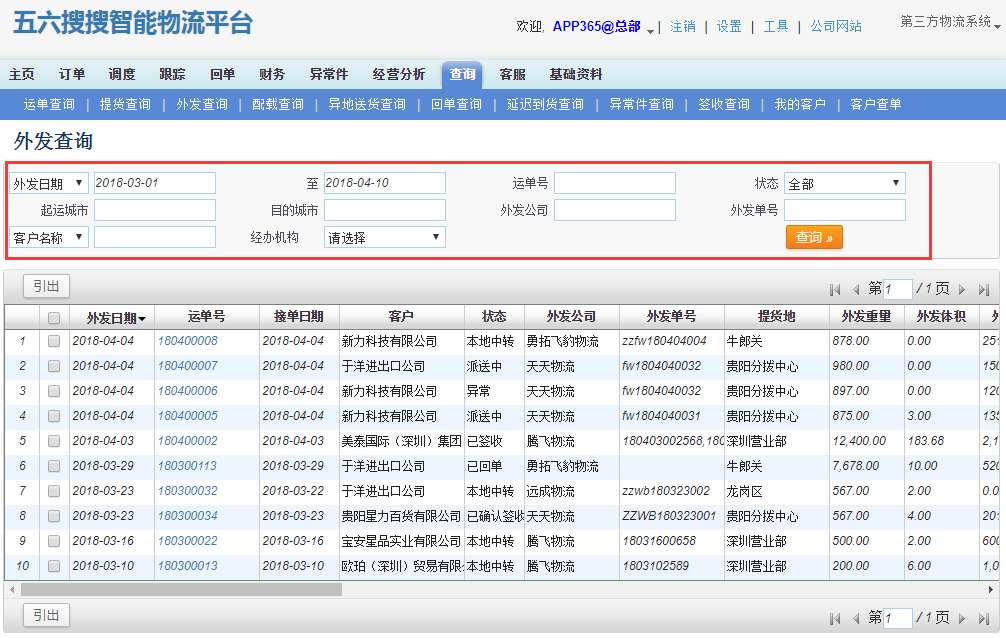 五六搜搜智能物流平台
欢迎, APP365@总部 | 注销 | 设置 | 工具 | 公司网站 第三方物流系统
主页 订单 调度 跟踪 回单 财务 异常件 经营分析 查询 客服 基础资料
运单查询 | 提货查询 | 外发查询 | 配载查询 | 异地送货查询 | 回单查询 | 延迟到货查询 | 异常件查询 | 签收查询 | 我的客户 | 客户查单
外发查询
外发日期 2018-03-01 至 2018-04-10 运单号 状态 全部
起运城市 目的城市 外发公司 外发单号
客户名称 经办机构 请选择 查询 »
引出 第 1 / 1 页
外发日期 运单号 接单日期 客户 状态 外发公司 外发单号 提货地 外发重量 外发体积
1 2018-04-04 180400008 2018-04-04 新力科技有限公司 本地中转 勇拓飞豹物流 zzfw180404004 牛郎关 878.00 0.00 25
2 2018-04-04 180400007 2018-04-04 于洋进出口公司 派送中 天天物流 fw1804040032 贵阳分拨中心 980.00 0.00 150
3 2018-04-04 180400006 2018-04-04 新力科技有限公司 异常 天天物流 fw1804040032 贵阳分拨中心 897.00 0.00 120
4 2018-04-04 180400005 2018-04-04 新力科技有限公司 派送中 天天物流 fw1804040031 贵阳分拨中心 875.00 3.00 13
5 2018-04-03 180400002 2018-04-03 美泰国际（深圳）集团 已签收 腾飞物流 180403002568,180 深圳营业部 12,400.00 183.68 2,1
6 2018-03-29 180300113 2018-03-29 于洋进出口公司 已回单 勇拓飞豹物流 牛郎关 7,678.00 10.00 520
7 2018-03-23 180300032 2018-03-22 于洋进出口公司 本地中转 远成物流 zzwb180323002 龙岗区 567.00 2.00 0.0
8 2018-03-23 180300034 2018-03-23 贵阳星力百货有限公司 已确认签收 天天物流 ZZWB180323001 贵阳分拨中心 567.00 4.00 20
9 2018-03-16 180300022 2018-03-16 宝安星品实业有限公司 本地中转 腾飞物流 18031600658 深圳营业部 500.00 2.00 600
10 2018-03-10 180300013 2018-03-10 欧珀（深圳）贸易有限 本地中转 腾飞物流 1803102589 深圳营业部 200.00 6.00 1,0
引出 第 1 / 1 页